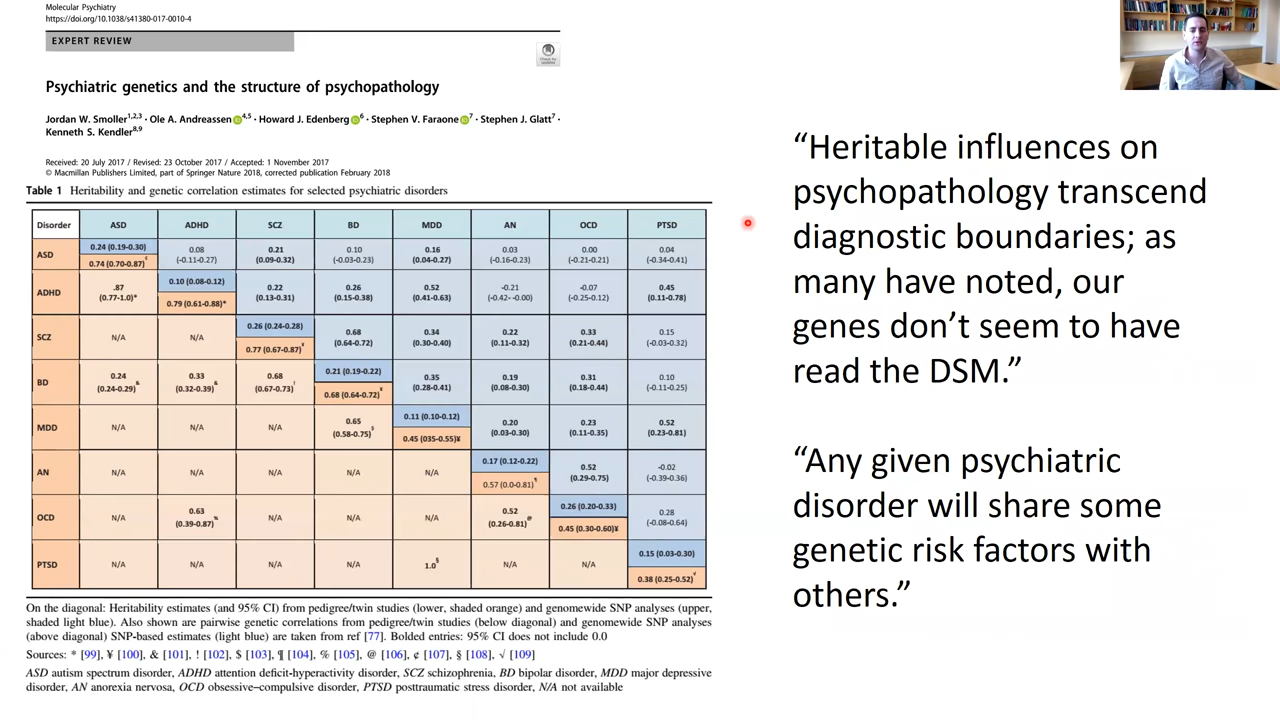 Molecular Psychiatry
https://doi.org/10.1038/s41380-017-0010-4
EXPERT REVIEW
Check for updates
Psychiatric genetics and the structure of psychopathology
Jordan W. Smoller1,2,3 · Ole A. Andreassen 4,5 · Howard J. Edenberg 6 · Stephen V. Faraone 7 · Stephen J. Glatt7 ·
Kenneth S. Kendler8,9
Received: 20 July 2017 / Revised: 23 October 2017 / Accepted: 1 November 2017
© Macmillan Publishers Limited, part of Springer Nature 2018, corrected publication February 2018
Table 1 Heritability and genetic correlation estimates for selected psychiatric disorders
Disorder ASD ADHD SCZ BD MDD AN OCD PTSD
ASD 0.24 (0.19-0.30) 0.74 (0.70-0.87)¢ 0.08 (-0.11-0.27) 0.21 (0.09-0.32) 0.10 (-0.03-0.23) 0.16 (0.04-0.27) 0.03 (-0.16-0.23) 0.00 (-0.21-0.21) 0.04 (-0.34-0.41)
ADHD .87 (0.77-1.0)* 0.10 (0.08-0.12) 0.79 (0.61-0.88)* 0.22 (0.13-0.31) 0.26 (0.15-0.38) 0.52 (0.41-0.63) -0.21 (-0.42--0.00) -0.07 (-0.25-0.12) 0.45 (0.11-0.78)
SCZ N/A N/A 0.26 (0.24-0.28) 0.77 (0.67-0.87)¥ 0.68 (0.64-0.72) 0.34 (0.30-0.40) 0.22 (0.11-0.32) 0.33 (0.21-0.44) 0.15 (-0.03-0.32)
BD 0.24 (0.24-0.29)& 0.33 (0.32-0.39)& 0.68 (0.67-0.73)! 0.21 (0.19-0.22) 0.68 (0.64-0.72)¥ 0.35 (0.28-0.41) 0.19 (0.08-0.30) 0.31 (0.18-0.44) 0.10 (-0.11-0.25)
MDD N/A N/A N/A 0.65 (0.58-0.75)$ 0.11 (0.10-0.12) 0.45 (035-0.55)¥ 0.20 (0.03-0.30) 0.23 (0.11-0.35) 0.52 (0.23-0.81)
AN N/A N/A N/A N/A N/A 0.17 (0.12-0.22) 0.57 (0.0-0.81)¶ 0.52 (0.29-0.75) -0.02 (-0.39-0.36)
OCD N/A 0.63 (0.39-0.87)% N/A N/A N/A 0.52 (0.26-0.81)@ 0.26 (0.20-0.33) 0.45 (0.30-0.60)¥ 0.28 (-0.08-0.64)
PTSD N/A N/A N/A N/A 1.0§ N/A N/A 0.15 (0.03-0.30) 0.38 (0.25-0.52)√
On the diagonal: Heritability estimates (and 95% CI) from pedigree/twin studies (lower, shaded orange) and genomewide SNP analyses (upper,
shaded light blue). Also shown are pairwise genetic correlations from pedigree/twin studies (below diagonal) and genomewide SNP analyses
(above diagonal) SNP-based estimates (light blue) are taken from ref [77]. Bolded entries: 95% CI does not include 0.0
Sources: * [99], ¥ [100], & [101], ! [102], $ [103], ¶ [104], % [105], @ [106], ¢ [107], § [108], √ [109]
ASD autism spectrum disorder, ADHD attention deficit-hyperactivity disorder, SCZ schizophrenia, BD bipolar disorder, MDD major depressive
disorder, AN anorexia nervosa, OCD obsessive–compulsive disorder, PTSD posttraumatic stress disorder, N/A not available
“Heritable influences on
psychopathology transcend
diagnostic boundaries; as
many have noted, our
genes don’t seem to have
read the DSM.”
“Any given psychiatric
disorder will share some
genetic risk factors with
others.”